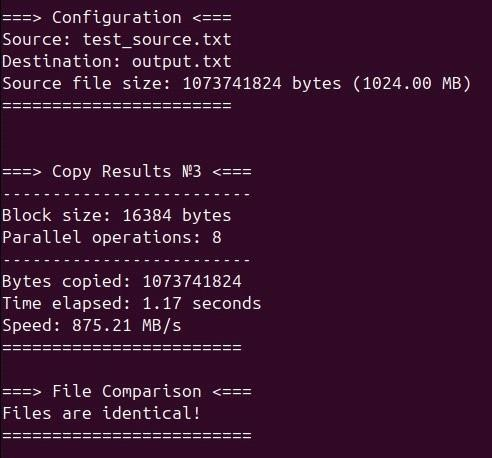 ===> Configuration <===
Source: test_source.txt
Destination: output.txt
Source file size: 1073741824 bytes (1024.00 MB)
=======================
===> Copy Results №3 <===
-------------------------
Block size: 16384 bytes
Parallel operations: 8
-------------------------
Bytes copied: 1073741824
Time elapsed: 1.17 seconds
Speed: 875.21 MB/s
========================
===> File Comparison <===
Files are identical!
=========================